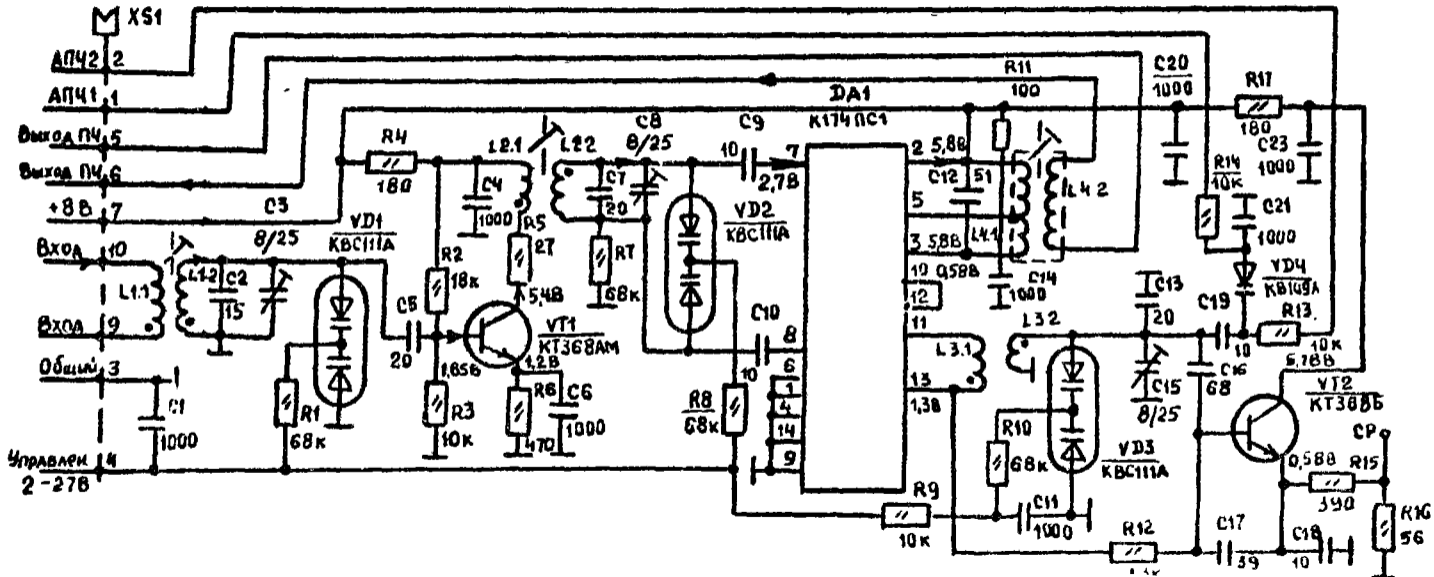 XS1
АПЧ2 2
АПЧ1 1
Выход ПЧ 5
Выход ПЧ 6
+8В 7
Вход 10
Вход 9
Общий 3
4
2-27В
C1
1000
L1.1
L1.2
C2
15
C3
8/25
VD1
КВС111А
R1
68к
R4
180
R2
18к
C5
20
1,85В
R3
10к
C4
1000
L2.1
R5
27
5,4В
VT1
КТ368АМ
1,2В
R6
470
C6
1000
L2.2
C7
20
C8
8/25
R7
68к
VD2
КВС111А
R8
68к
C9
10
2,7В
C10
10
DA1
К174ПС1
7
8
6
1
4
14
9
2
5
3
10
12
11
13
5,8В
5,8В
0,58В
1,3В
C12
51
R11
100
L4.1
L4.2
C14
1000
L3.1
L3.2
R9
10к
R10
68к
C11
1000
VD3
КВС111А
C13
20
C15
8/25
C16
68
C19
10
R12
C17
39
C18
10
C20
1000
R17
180
C23
1000
R14
10к
C21
1000
VD4
КВ149А
R13
10к
5,78В
VT2
КТ368Б
0,58В
R15
390
CP
R16
56